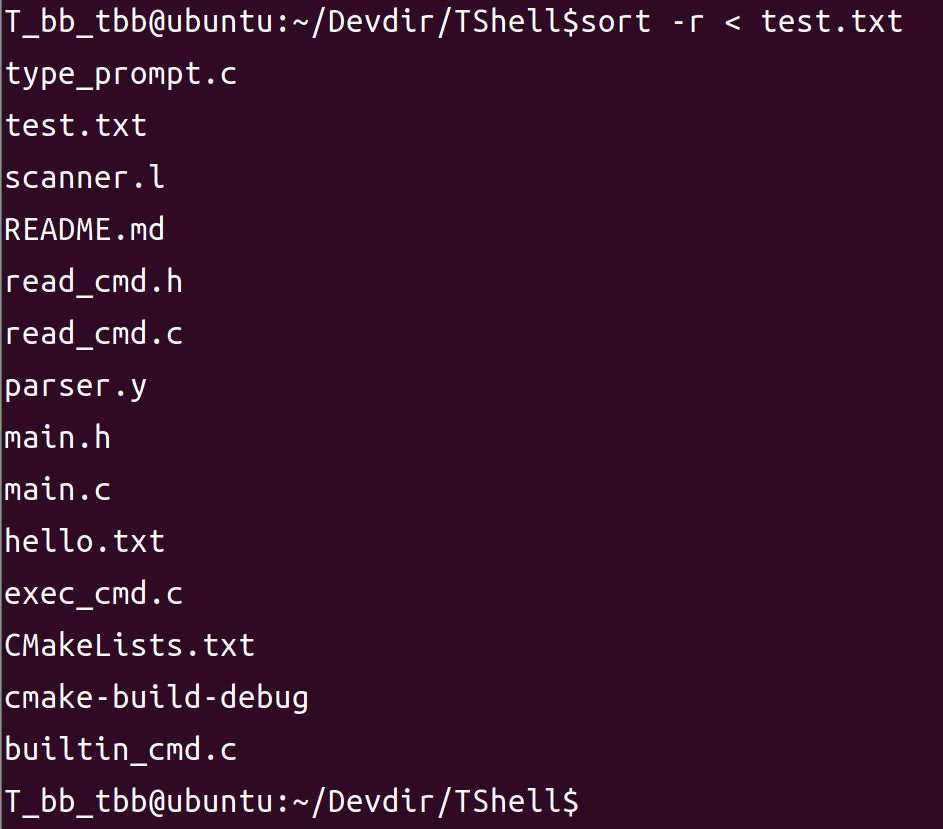 T_bb_tbb@ubuntu:~/Devdir/TShell$sort -r < test.txt
type_prompt.c
test.txt
scanner.l
README.md
read_cmd.h
read_cmd.c
parser.y
main.h
main.c
hello.txt
exec_cmd.c
CMakeLists.txt
cmake-build-debug
builtin_cmd.c
T_bb_tbb@ubuntu:~/Devdir/TShell$